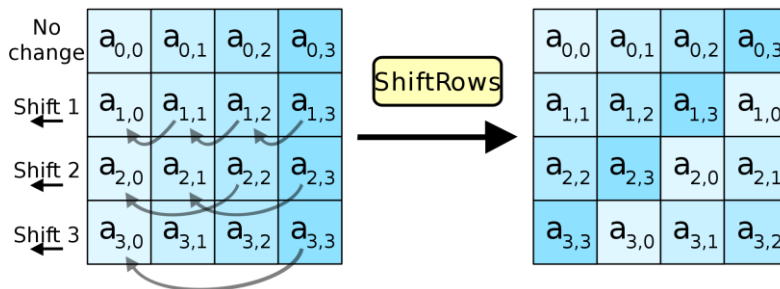 No
change
a0,0 a0,1 a0,2 a0,3
Shift 1
a1,0 a1,1 a1,2 a1,3
Shift 2
a2,0 a2,1 a2,2 a2,3
Shift 3
a3,0 a3,1 a3,2 a3,3
ShiftRows
a0,0 a0,1 a0,2 a0,3
a1,1 a1,2 a1,3 a1,0
a2,2 a2,3 a2,0 a2,1
a3,3 a3,0 a3,1 a3,2